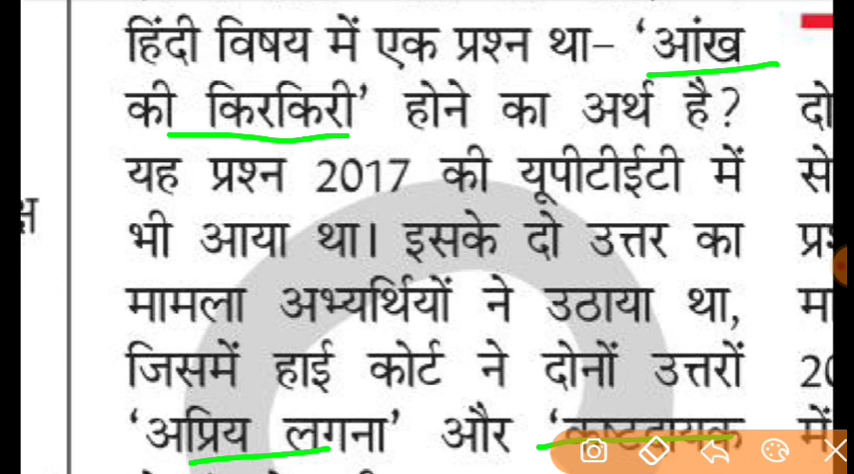 हिंदी विषय में एक प्रश्न था– ‘आंख
की किरकिरी’ होने का अर्थ है?
यह प्रश्न 2017 की यूपीटीईटी में
भी आया था। इसके दो उत्तर का
मामला अभ्यर्थियों ने उठाया था,
जिसमें हाई कोर्ट ने दोनों उत्तरों
‘अप्रिय लगना’ और ‘कष्टदायक
दो
से
में